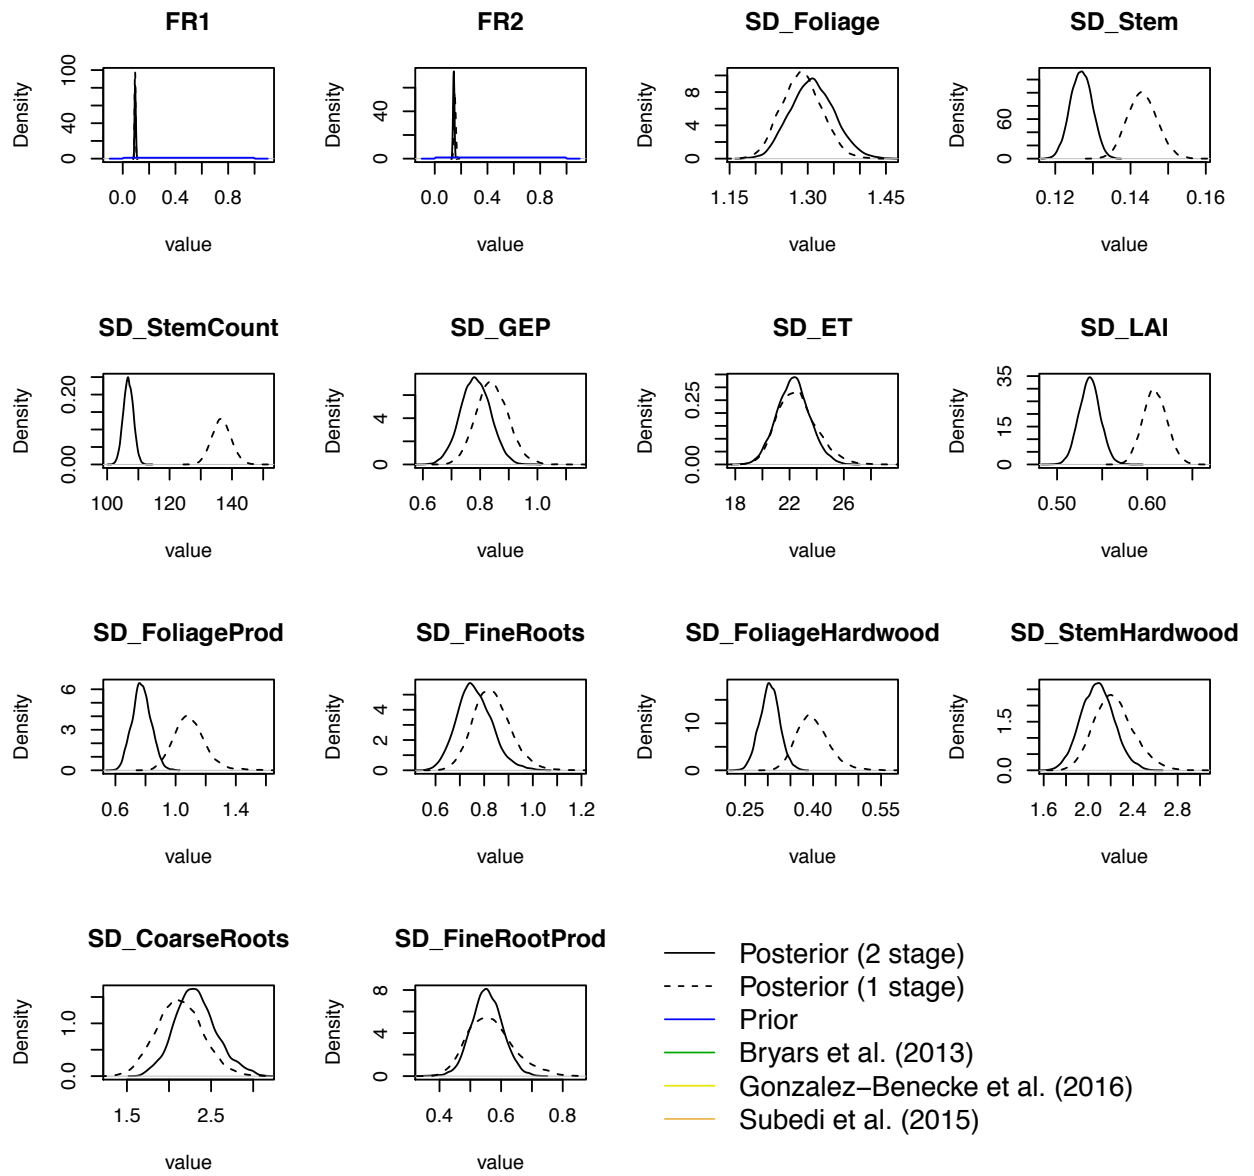 FR1
Density
0 40 100
0.0 0.4 0.8
value
FR2
Density
0 40
0.0 0.4 0.8
value
SD_Foliage
Density
0 4 8
1.15 1.30 1.45
value
SD_Stem
Density
0 60
0.12 0.14 0.16
value
SD_StemCount
Density
0.00 0.20
100 120 140
value
SD_GEP
Density
0 4
0.6 0.8 1.0
value
SD_ET
Density
0.00 0.25
18 22 26
value
SD_LAI
Density
0 15 35
0.50 0.60
value
SD_FoliageProd
Density
0 3 6
0.6 1.0 1.4
value
SD_FineRoots
Density
0 2 4
0.6 0.8 1.0 1.2
value
SD_FoliageHardwood
Density
0 10
0.25 0.40 0.55
value
SD_StemHardwood
Density
0.0 1.5
1.6 2.0 2.4 2.8
value
SD_CoarseRoots
Density
0.0 1.0
1.5 2.5
value
SD_FineRootProd
Density
0 4 8
0.4 0.6 0.8
value
Posterior (2 stage)
Posterior (1 stage)
Prior
Bryars et al. (2013)
Gonzalez−Benecke et al. (2016)
Subedi et al. (2015)